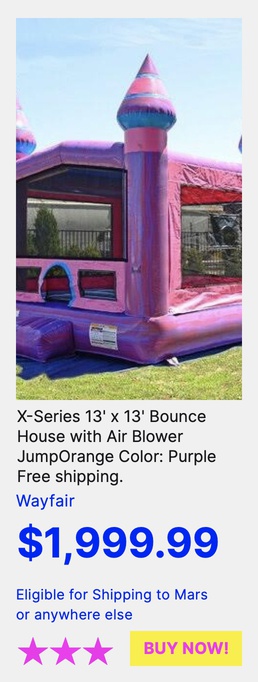 X-Series 13' x 13' Bounce
House with Air Blower
JumpOrange Color: Purple
Free shipping.
Wayfair
$1,999.99
Eligible for Shipping to Mars
or anywhere else
BUY NOW!